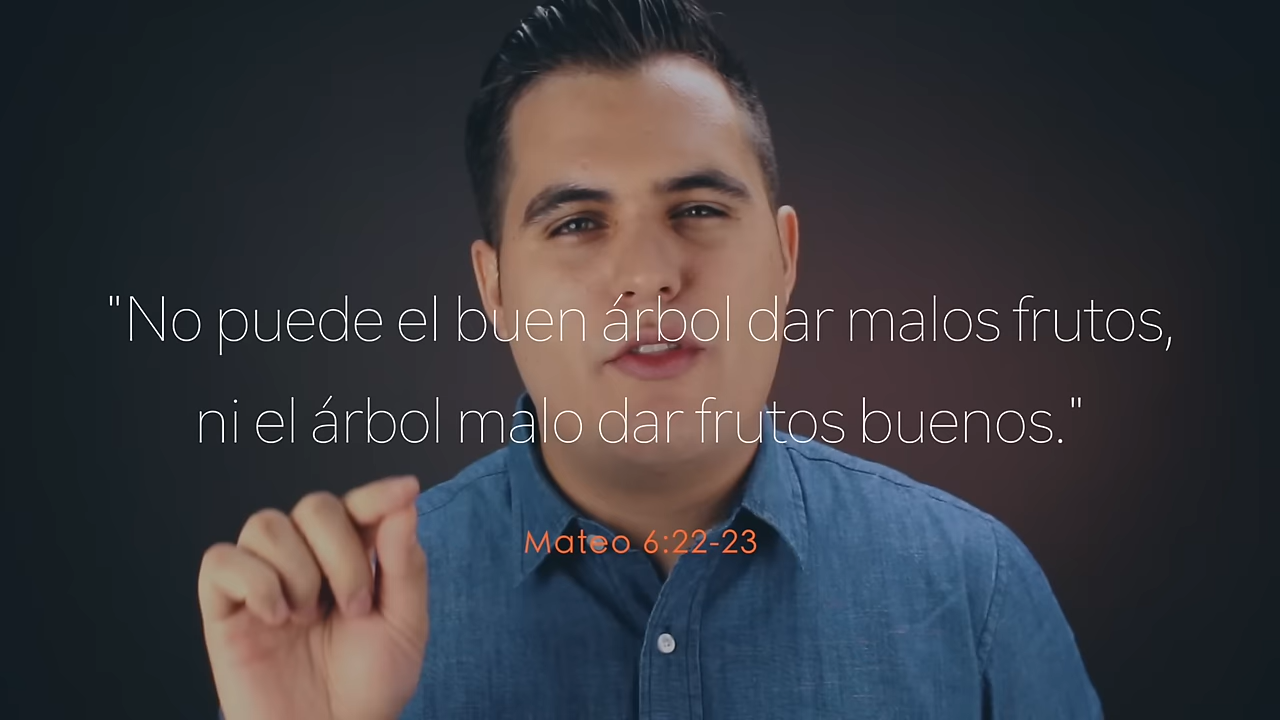 "No puede el buen árbol dar malos frutos,
ni el árbol malo dar frutos buenos."
Mateo 6:22-23